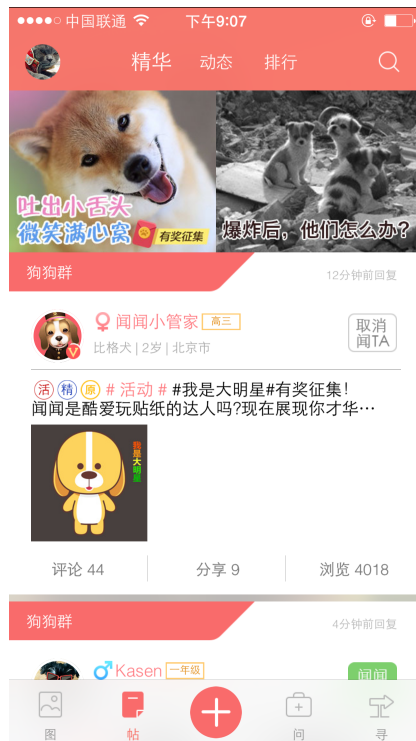 中国联通 下午9:07
精华 动态 排行
吐出小舌头
微笑满心窝 有奖征集
爆炸后，他们怎么办?
狗狗群 12分钟前回复
闻闻小管家 高三
比格犬 | 2岁 | 北京市
取消
闻TA
活 精 原 # 活动 # #我是大明星#有奖征集!
闻闻是酷爱玩贴纸的达人吗?现在展现你才华…
我是大明星
评论 44 分享 9 浏览 4018
狗狗群 4分钟前回复
Kasen 一年级
闻闻
图 帖 问 寻